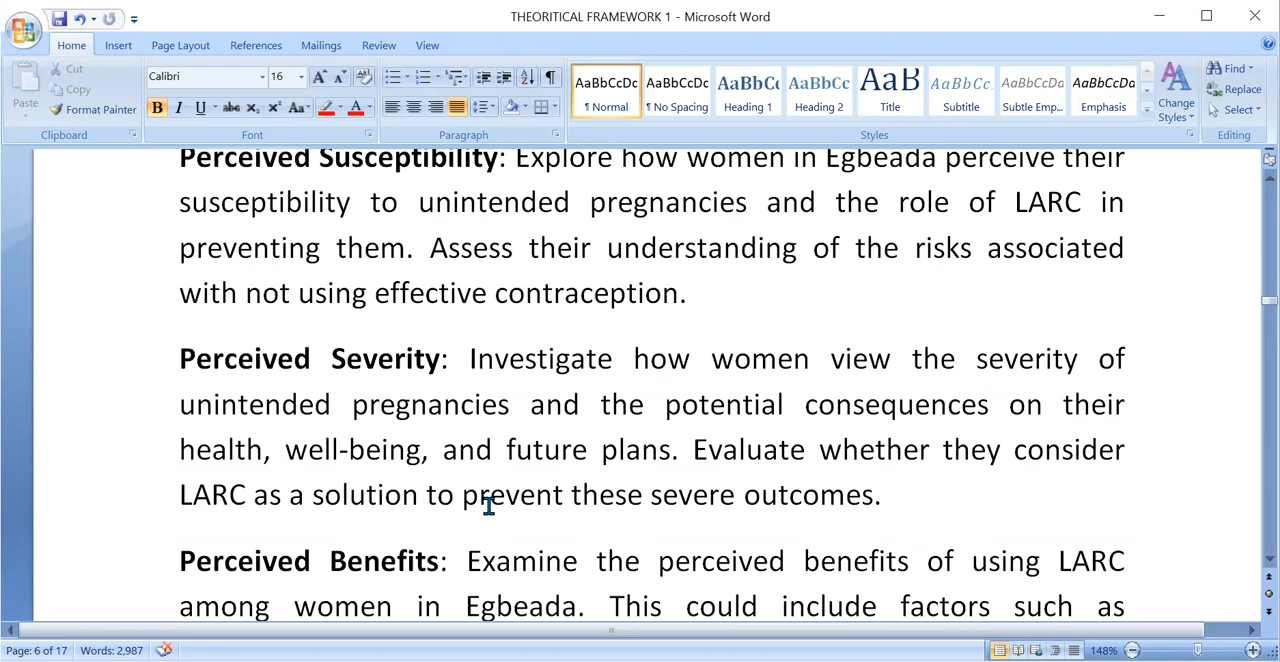 THEORITICAL FRAMEWORK 1 - Microsoft Word
Home Insert Page Layout References Mailings Review View
Paste
Cut
Copy
Format Painter
Clipboard
Calibri 16
B I U abc x₂ x² Aa A
Font
Paragraph
AaBbCcDc AaBbCcDc AaBbC AaBbCc AaB AaBbCc. AaBbCcDa AaBbCcDa
¶ Normal ¶ No Spacing Heading 1 Heading 2 Title Subtitle Subtle Emp... Emphasis
Change
Styles
Styles
Find
Replace
Select
Editing
Perceived Susceptibility: Explore how women in Egbeada perceive their
susceptibility to unintended pregnancies and the role of LARC in
preventing them. Assess their understanding of the risks associated
with not using effective contraception.
Perceived Severity: Investigate how women view the severity of
unintended pregnancies and the potential consequences on their
health, well-being, and future plans. Evaluate whether they consider
LARC as a solution to prevent these severe outcomes.
Perceived Benefits: Examine the perceived benefits of using LARC
among women in Egbeada. This could include factors such as
Page: 6 of 17 Words: 2,987 148%